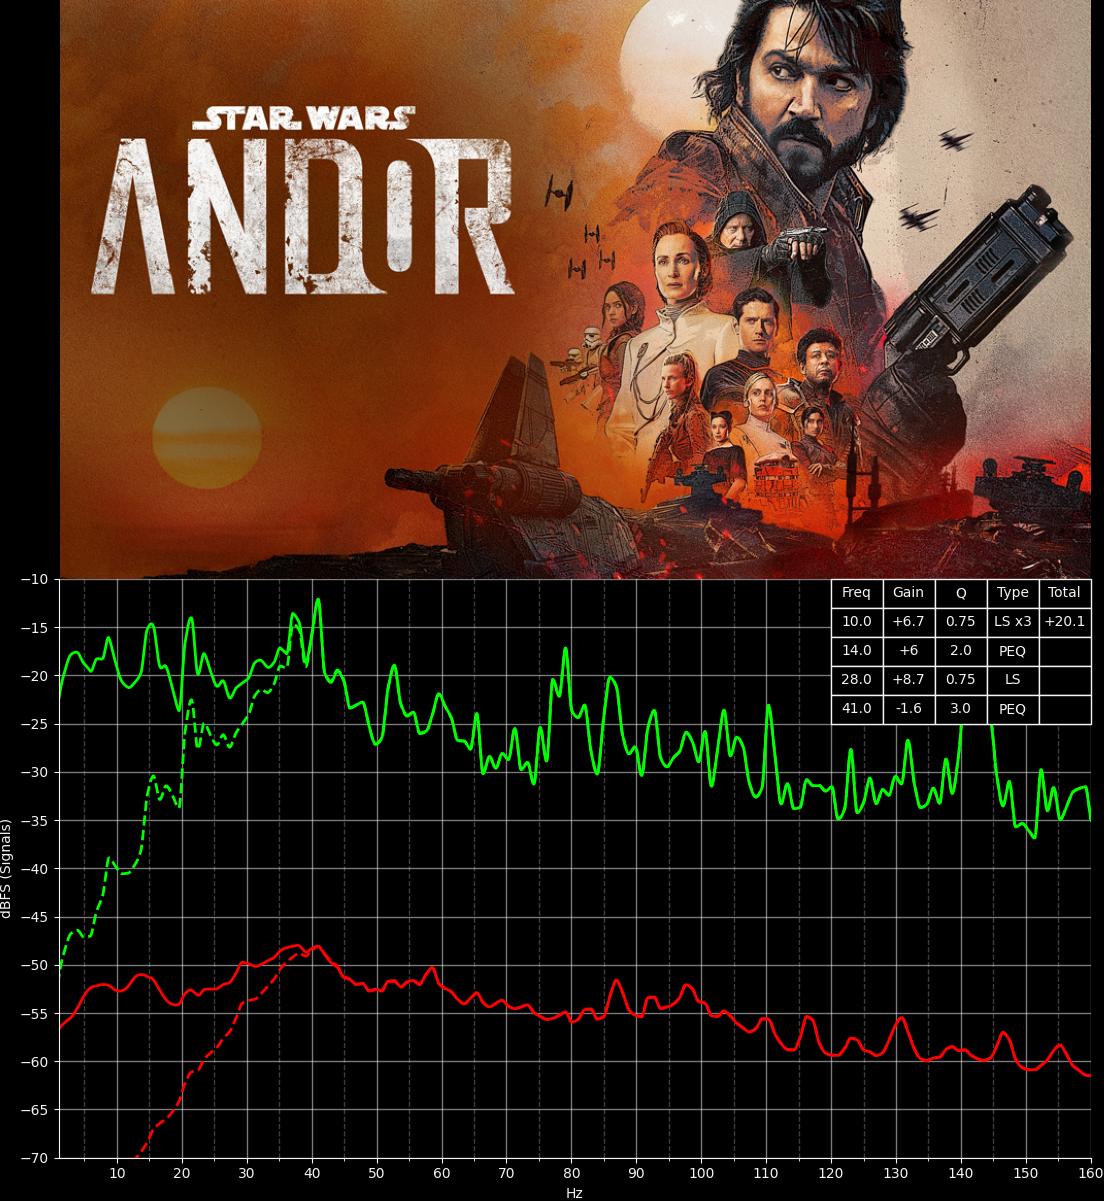 STAR WARS
ANDOR
−10
−15
−20
−25
−30
−35
−40
−45
−50
−55
−60
−65
−70
dBFS (Signals)
Freq Gain Q Type Total
10.0 +6.7 0.75 LS x3 +20.1
14.0 +6 2.0 PEQ
28.0 +8.7 0.75 LS
41.0 -1.6 3.0 PEQ
10 20 30 40 50 60 70 80 90 100 110 120 130 140 150 160
Hz